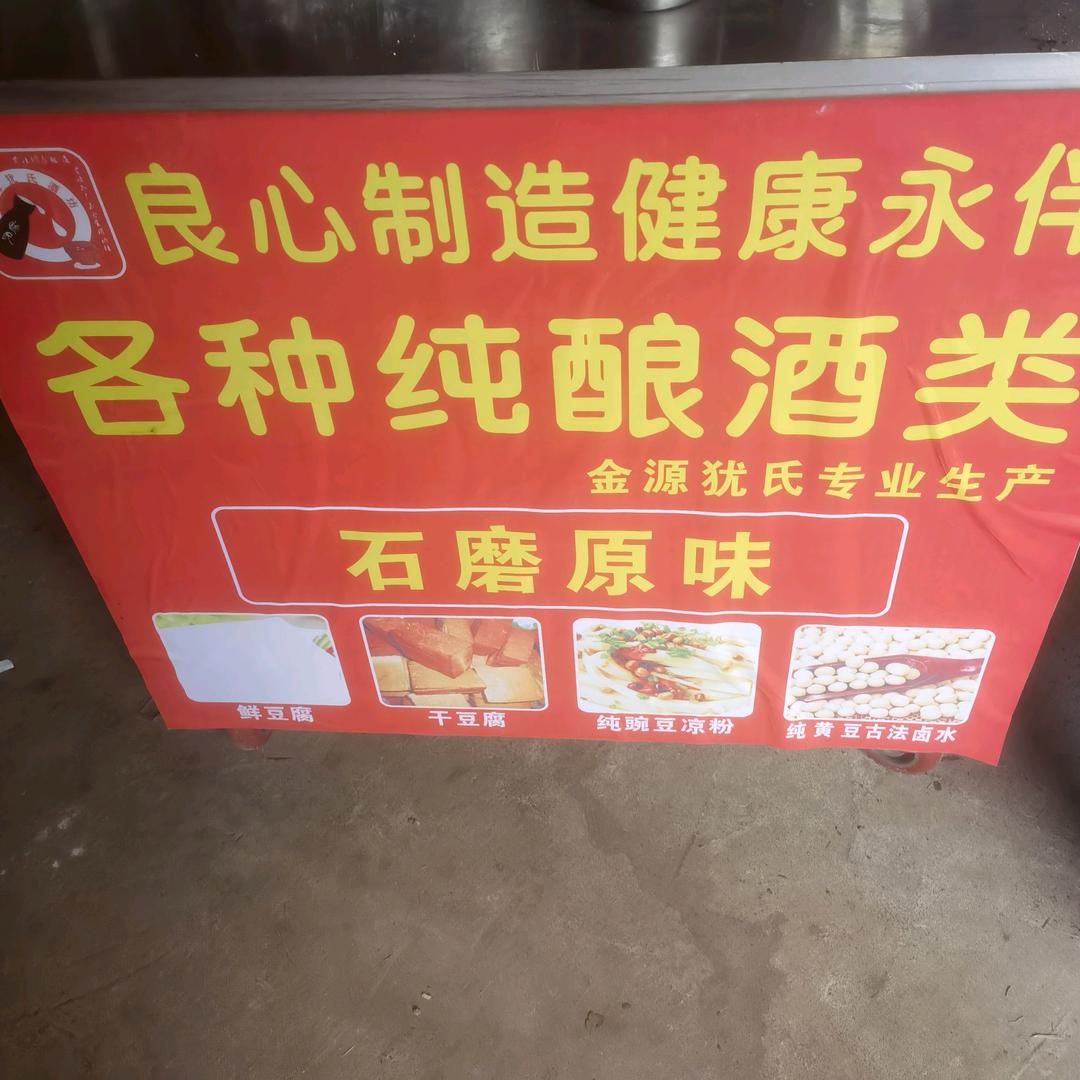 良心制造健康永伴
各种纯酿酒类
金源犹氏专业生产
石磨原味
鲜豆腐
干豆腐
纯豌豆凉粉
纯黄豆古法卤水